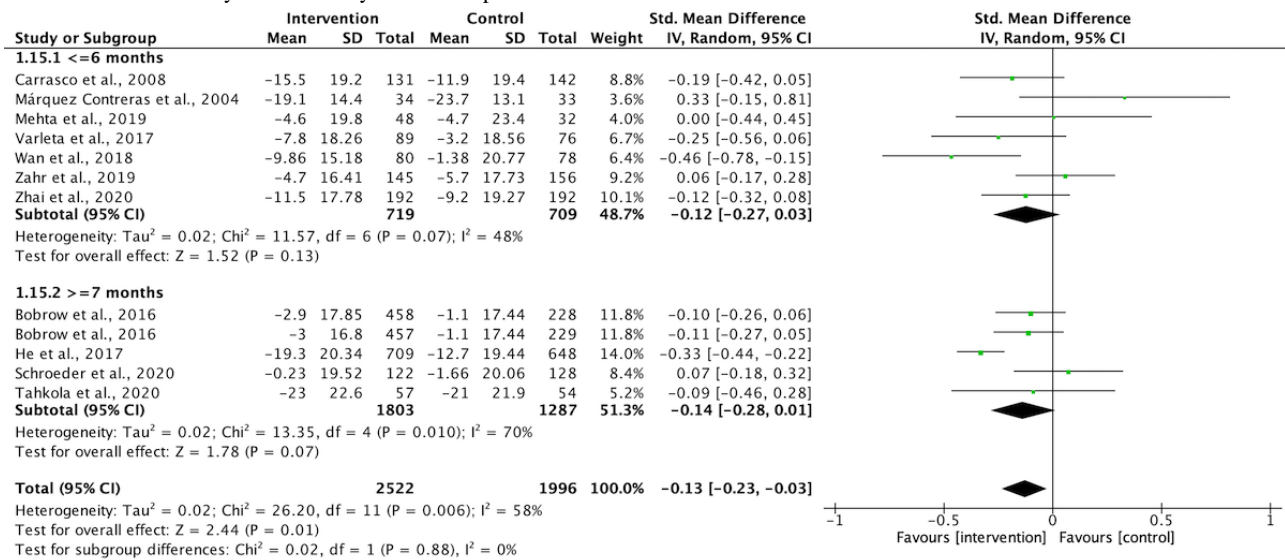 Intervention Control Std. Mean Difference Std. Mean Difference
Study or Subgroup Mean SD Total Mean SD Total Weight IV, Random, 95% CI IV, Random, 95% CI
1.15.1 <=6 months
Carrasco et al., 2008 -15.5 19.2 131 -11.9 19.4 142 8.8% -0.19 [-0.42, 0.05]
Márquez Contreras et al., 2004 -19.1 14.4 34 -23.7 13.1 33 3.6% 0.33 [-0.15, 0.81]
Mehta et al., 2019 -4.6 19.8 48 -4.7 23.4 32 4.0% 0.00 [-0.44, 0.45]
Varleta et al., 2017 -7.8 18.26 89 -3.2 18.56 76 6.7% -0.25 [-0.56, 0.06]
Wan et al., 2018 -9.86 15.18 80 -1.38 20.77 78 6.4% -0.46 [-0.78, -0.15]
Zahr et al., 2019 -4.7 16.41 145 -5.7 17.73 156 9.2% 0.06 [-0.17, 0.28]
Zhai et al., 2020 -11.5 17.78 192 -9.2 19.27 192 10.1% -0.12 [-0.32, 0.08]
Subtotal (95% CI) 719 709 48.7% -0.12 [-0.27, 0.03]
Heterogeneity: Tau² = 0.02; Chi² = 11.57, df = 6 (P = 0.07); I² = 48%
Test for overall effect: Z = 1.52 (P = 0.13)
1.15.2 >=7 months
Bobrow et al., 2016 -2.9 17.85 458 -1.1 17.44 228 11.8% -0.10 [-0.26, 0.06]
Bobrow et al., 2016 -3 16.8 457 -1.1 17.44 229 11.8% -0.11 [-0.27, 0.05]
He et al., 2017 -19.3 20.34 709 -12.7 19.44 648 14.0% -0.33 [-0.44, -0.22]
Schroeder et al., 2020 -0.23 19.52 122 -1.66 20.06 128 8.4% 0.07 [-0.18, 0.32]
Tahkola et al., 2020 -23 22.6 57 -21 21.9 54 5.2% -0.09 [-0.46, 0.28]
Subtotal (95% CI) 1803 1287 51.3% -0.14 [-0.28, 0.01]
Heterogeneity: Tau² = 0.02; Chi² = 13.35, df = 4 (P = 0.010); I² = 70%
Test for overall effect: Z = 1.78 (P = 0.07)
Total (95% CI) 2522 1996 100.0% -0.13 [-0.23, -0.03]
Heterogeneity: Tau² = 0.02; Chi² = 26.20, df = 11 (P = 0.006); I² = 58%
Test for overall effect: Z = 2.44 (P = 0.01)
Test for subgroup differences: Chi² = 0.02, df = 1 (P = 0.88), I² = 0%
-1 -0.5 0 0.5 1
Favours [intervention] Favours [control]